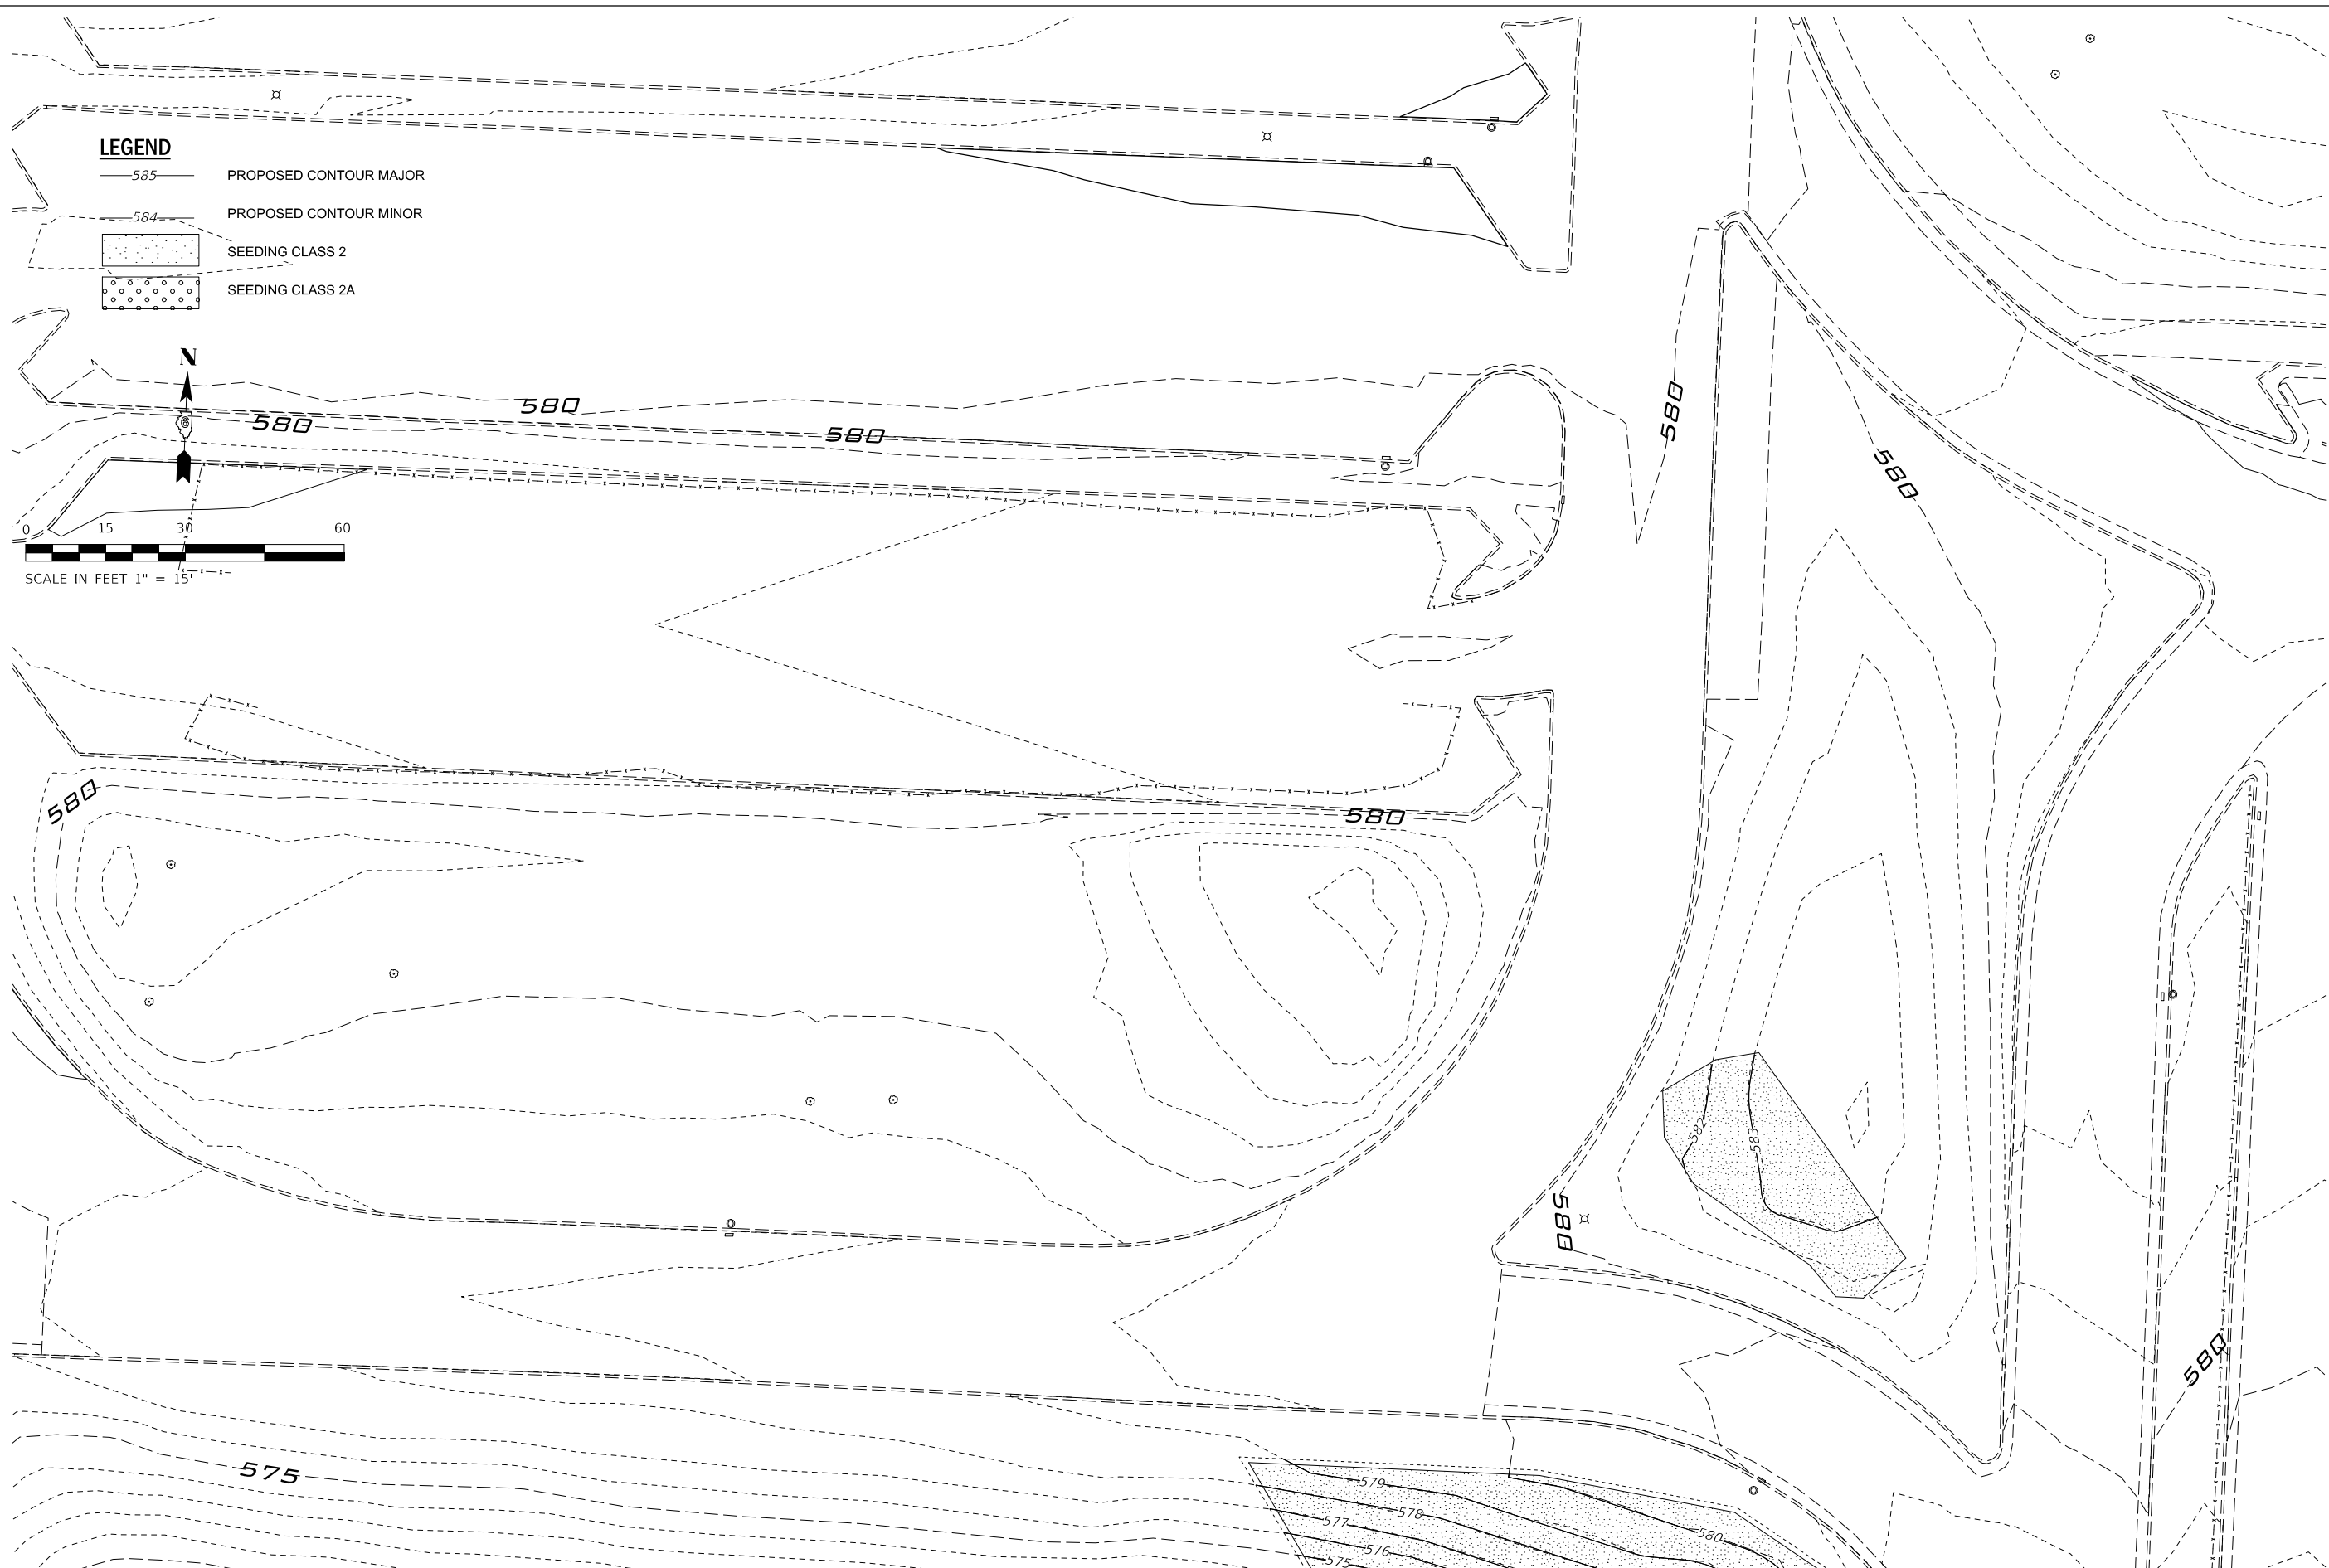 LEGEND
585 PROPOSED CONTOUR MAJOR
584 PROPOSED CONTOUR MINOR
SEEDING CLASS 2
SEEDING CLASS 2A
N
580
580
580
580
580
0 15 30 60
SCALE IN FEET 1" = 15'
580
580
582
583
580
580
575
579
578
577
576
575
580